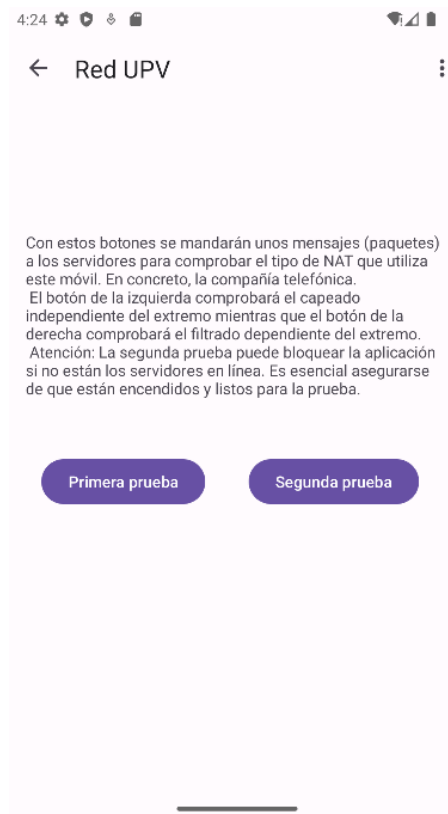 4:24
Red UPV
Con estos botones se mandarán unos mensajes (paquetes)
a los servidores para comprobar el tipo de NAT que utiliza
este móvil. En concreto, la compañía telefónica.
El botón de la izquierda comprobará el capeado
independiente del extremo mientras que el botón de la
derecha comprobará el filtrado dependiente del extremo.
Atención: La segunda prueba puede bloquear la aplicación
si no están los servidores en línea. Es esencial asegurarse
de que están encendidos y listos para la prueba.
Primera prueba
Segunda prueba